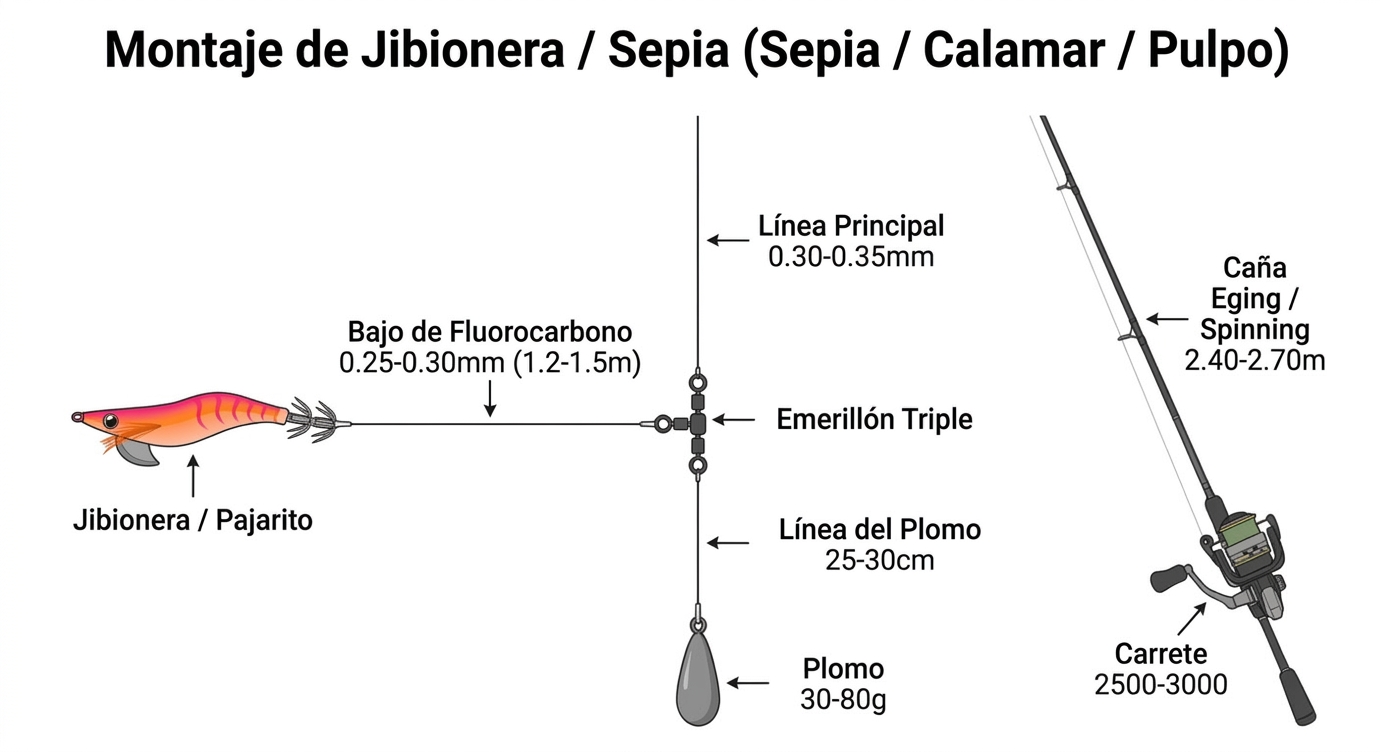 Montaje de Jibionera / Sepia (Sepia / Calamar / Pulpo)
Línea Principal
0.30-0.35mm
Caña
Eging /
Spinning
2.40-2.70m
Bajo de Fluorocarbono
0.25-0.30mm (1.2-1.5m)
Emerillón Triple
Jibionera / Pajarito
Línea del Plomo
25-30cm
Plomo
30-80g
Carrete
2500-3000